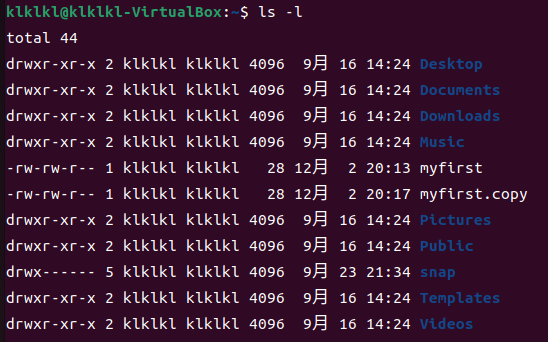 klklkl@klklkl-VirtualBox:~$ ls -l
total 44
drwxr-xr-x 2 klklkl klklkl 4096  9月 16 14:24 Desktop
drwxr-xr-x 2 klklkl klklkl 4096  9月 16 14:24 Documents
drwxr-xr-x 2 klklkl klklkl 4096  9月 16 14:24 Downloads
drwxr-xr-x 2 klklkl klklkl 4096  9月 16 14:24 Music
-rw-rw-r-- 1 klklkl klklkl   28 12月  2 20:13 myfirst
-rw-rw-r-- 1 klklkl klklkl   28 12月  2 20:17 myfirst.copy
drwxr-xr-x 2 klklkl klklkl 4096  9月 16 14:24 Pictures
drwxr-xr-x 2 klklkl klklkl 4096  9月 16 14:24 Public
drwx------ 5 klklkl klklkl 4096  9月 23 21:34 snap
drwxr-xr-x 2 klklkl klklkl 4096  9月 16 14:24 Templates
drwxr-xr-x 2 klklkl klklkl 4096  9月 16 14:24 Videos